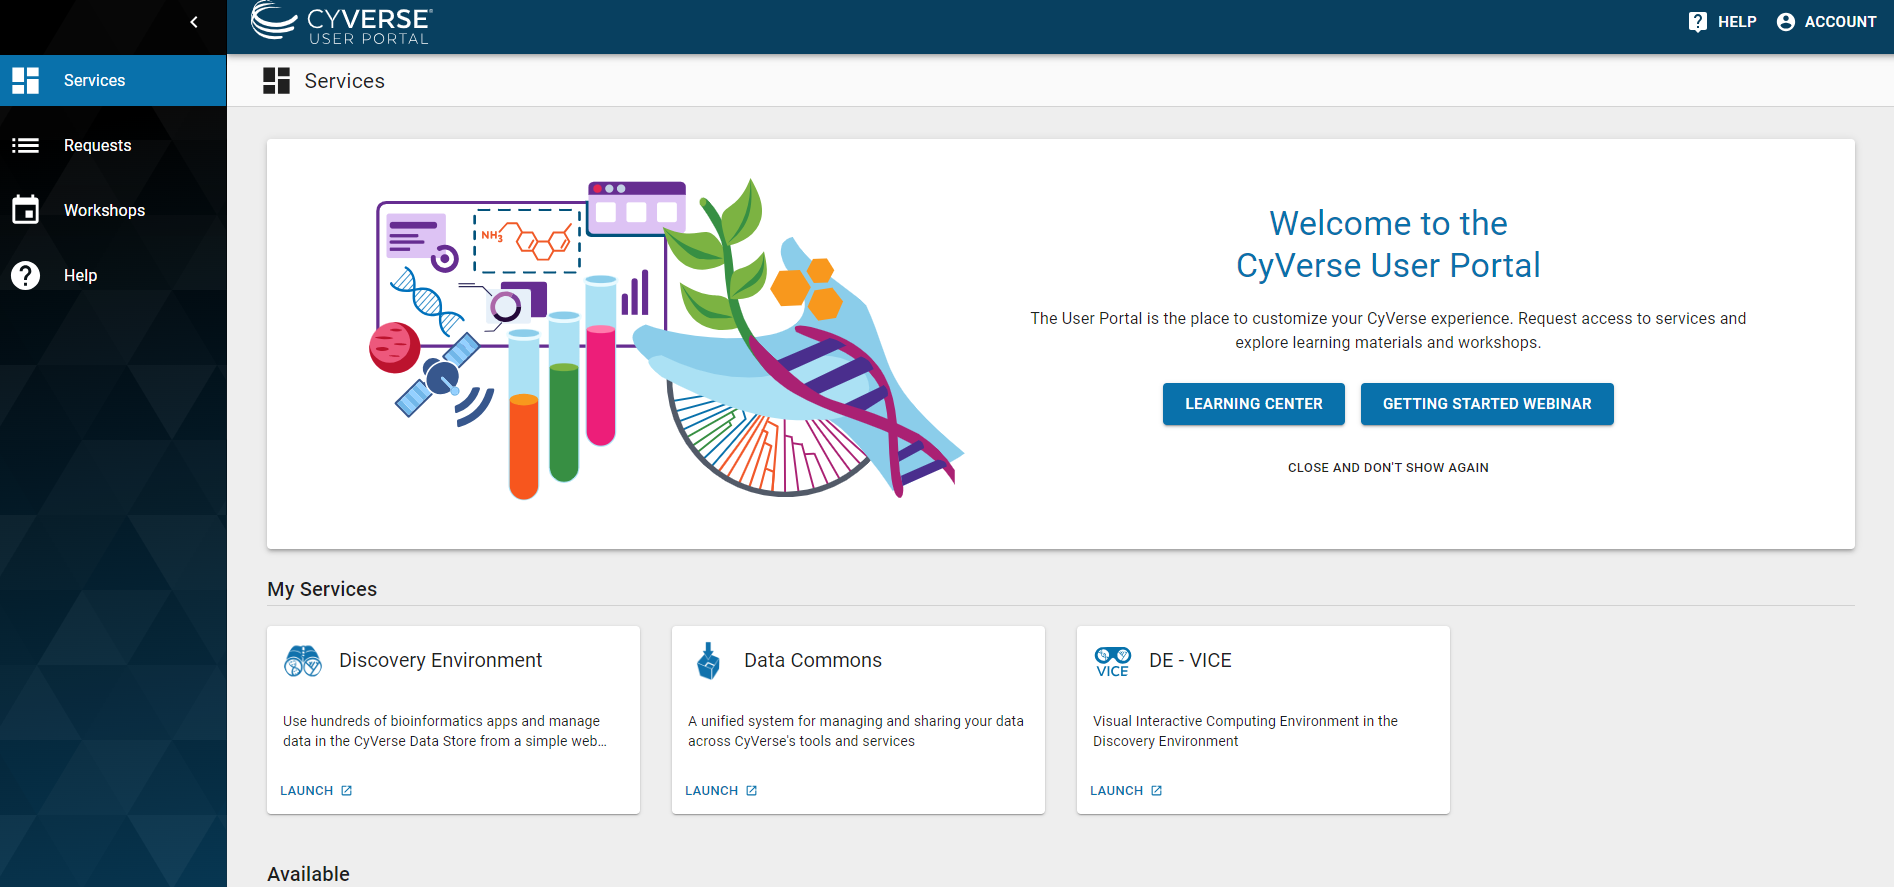 CYVERSE®
USER PORTAL
HELP
ACCOUNT
Services
Requests
Workshops
Help
Services
NH3
Welcome to the
CyVerse User Portal
The User Portal is the place to customize your CyVerse experience. Request access to services and
explore learning materials and workshops.
LEARNING CENTER
GETTING STARTED WEBINAR
CLOSE AND DON'T SHOW AGAIN
My Services
Discovery Environment
Use hundreds of bioinformatics apps and manage
data in the CyVerse Data Store from a simple web...
LAUNCH
Data Commons
A unified system for managing and sharing your data
across CyVerse's tools and services
LAUNCH
VICE
DE - VICE
Visual Interactive Computing Environment in the
Discovery Environment
LAUNCH
Available